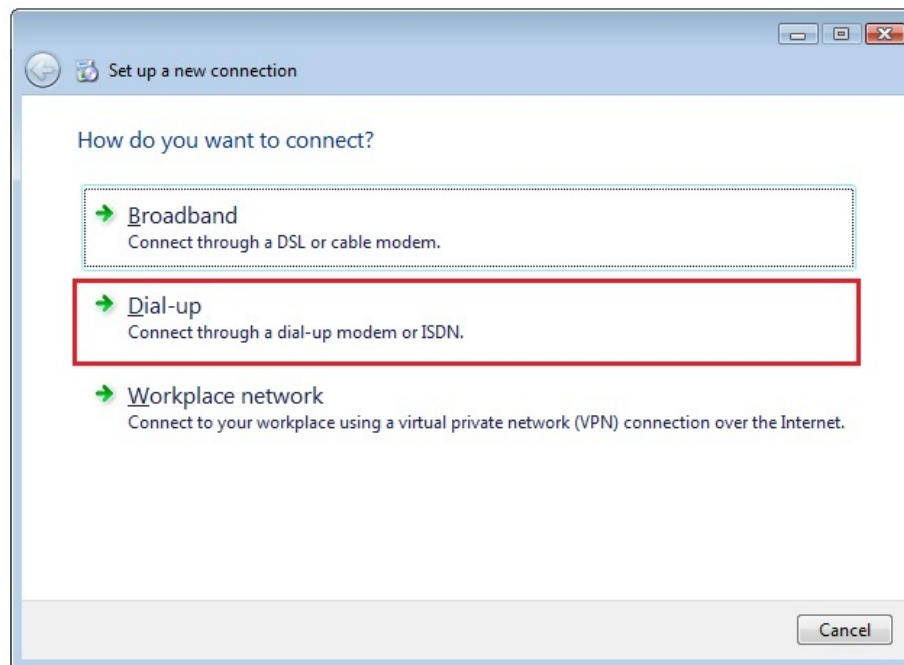 Set up a new connection
How do you want to connect?
Broadband
Connect through a DSL or cable modem.
Dial-up
Connect through a dial-up modem or ISDN.
Workplace network
Connect to your workplace using a virtual private network (VPN) connection over the Internet.
Cancel